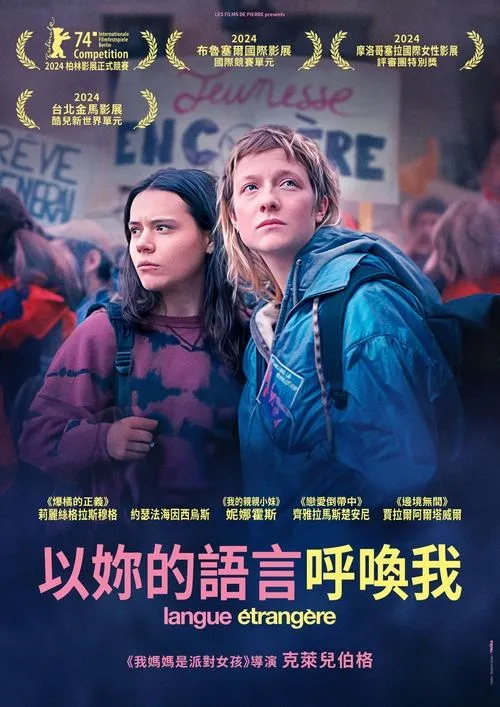 LES FILMS DE PIERRE presents
74 Internationale Filmfestspiele Berlin
Competition
2024 柏林影展正式競賽
2024
布魯塞爾國際影展
國際競賽單元
2024
摩洛哥塞拉國際女性影展
評審團特別獎
2024
台北金馬影展
酷兒新世界單元
Jeunesse
EN COLÈRE
《爆橘的正義》
莉麗絲格拉斯穆格
約瑟法海因西烏斯
《我的親親小妹》
妮娜霍斯
《戀愛倒帶中》
齊雅拉馬斯楚安尼
《邊境無間》
賈拉爾阿爾塔威爾
以妳的語言呼喚我
langue étrangère
《我媽媽是派對女孩》導演 克萊兒伯格